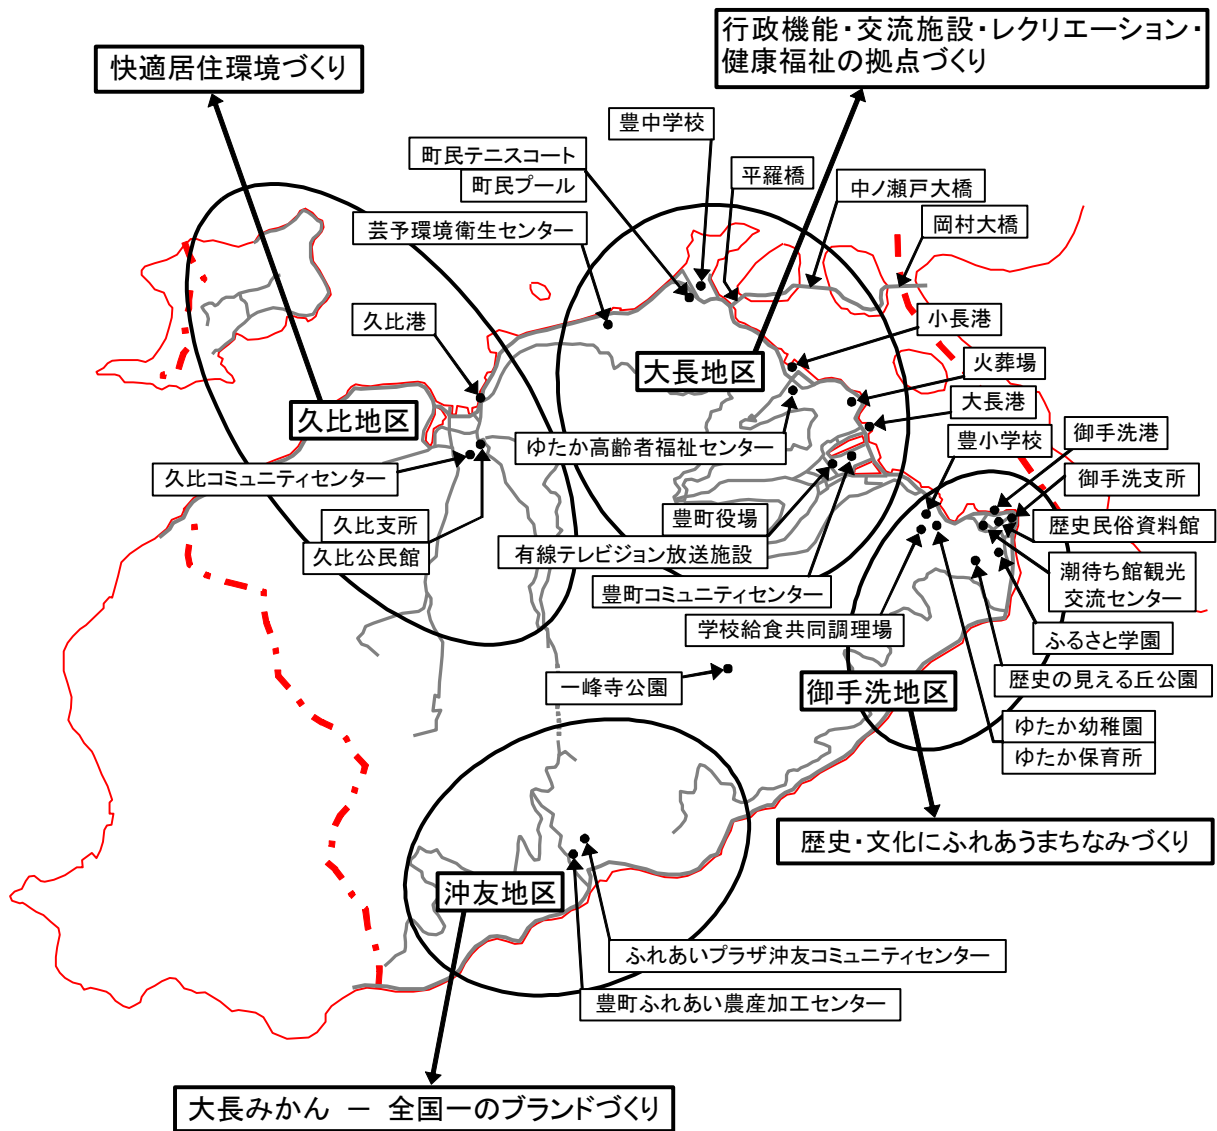 行政機能・交流施設・レクリエーション・
健康福祉の拠点づくり
快適居住環境づくり
豊中学校
町民テニスコート
町民プール
平羅橋
中ノ瀬戸大橋
岡村大橋
芸予環境衛生センター
久比港
小長港
大長地区
火葬場
久比地区
大長港
ゆたか高齢者福祉センター
豊小学校
御手洗港
久比コミュニティセンター
御手洗支所
久比支所
久比公民館
豊町役場
有線テレビジョン放送施設
歴史民俗資料館
潮待ち館観光
交流センター
豊町コミュニティセンター
学校給食共同調理場
ふるさと学園
一峰寺公園
御手洗地区
歴史の見える丘公園
ゆたか幼稚園
ゆたか保育所
歴史・文化にふれあうまちなみづくり
沖友地区
ふれあいプラザ沖友コミュニティセンター
豊町ふれあい農産加工センター
大長みかん － 全国一のブランドづくり